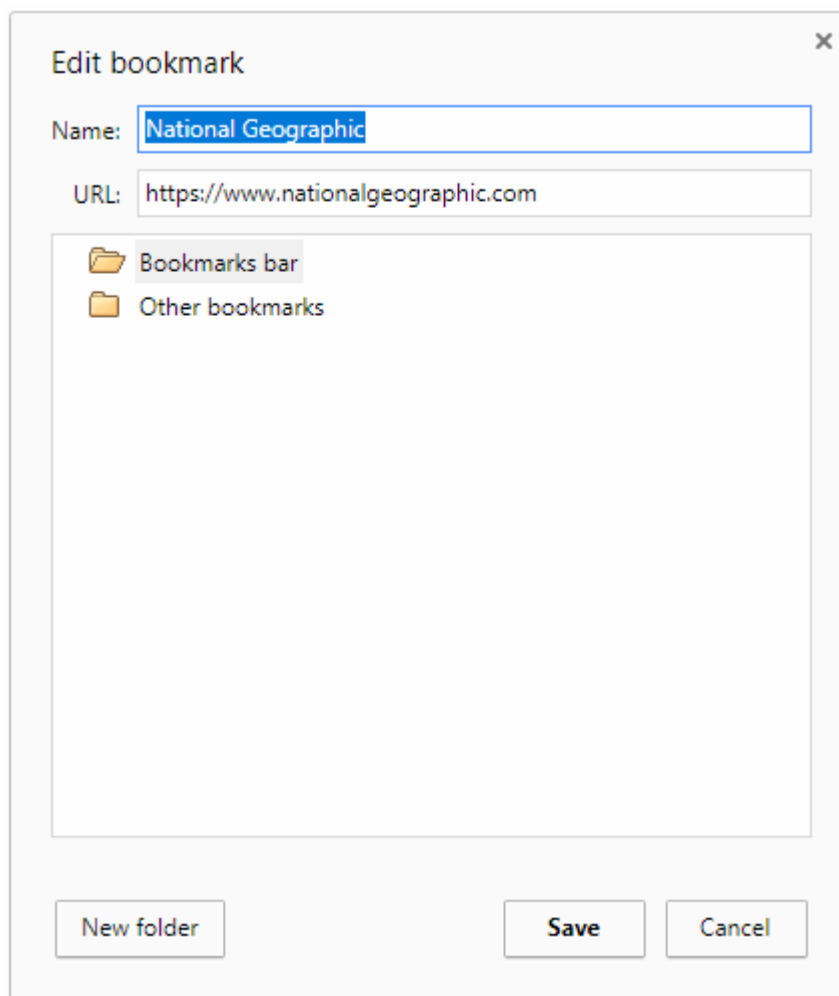 Edit bookmark
Name: National Geographic
URL: https://www.nationalgeographic.com
Bookmarks bar
Other bookmarks
New folder Save Cancel